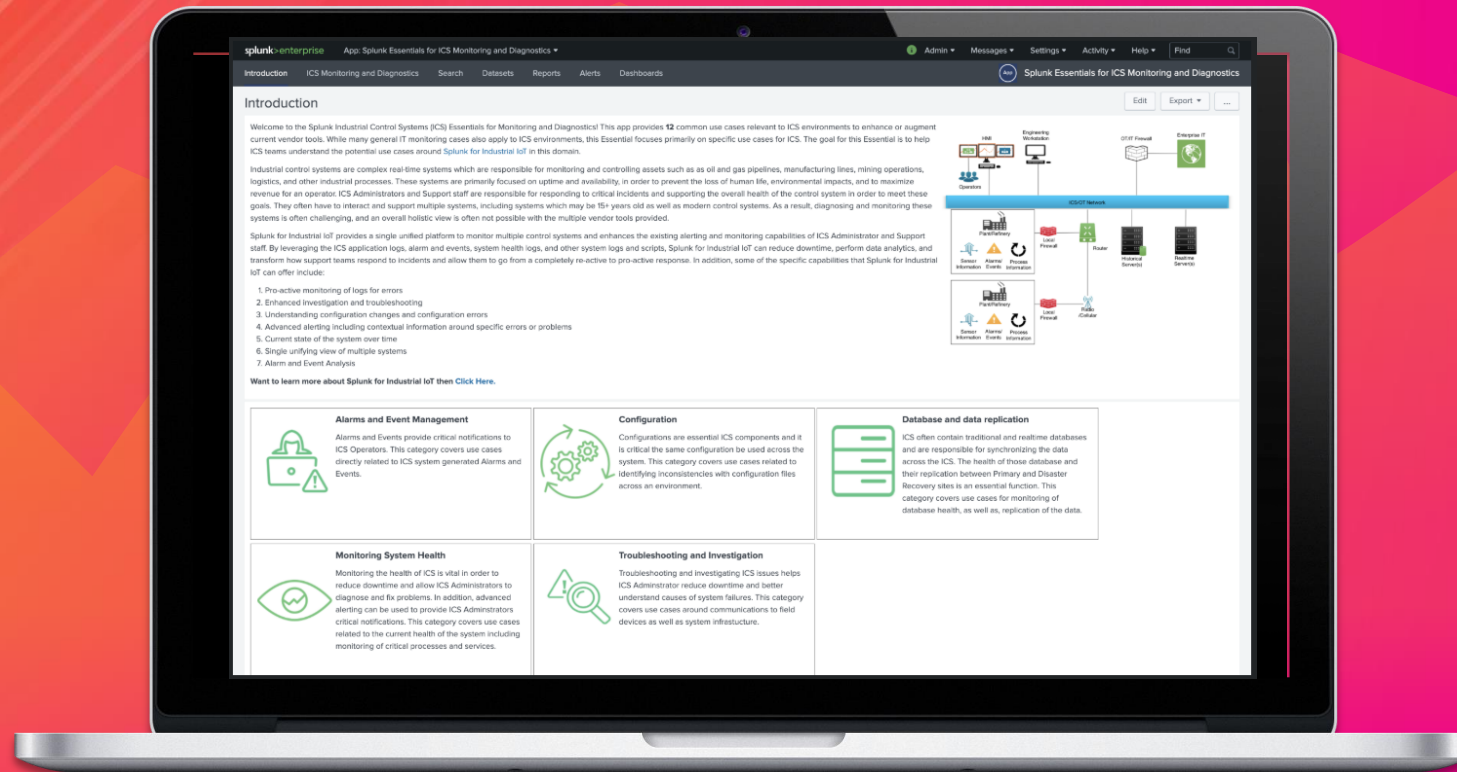 splunk>enterprise App: Splunk Essentials for ICS Monitoring and Diagnostics
Admin Messages Settings Activity Help Find
Introduction ICS Monitoring and Diagnostics Search Datasets Reports Alerts Dashboards
App Splunk Essentials for ICS Monitoring and Diagnostics
Introduction
Edit Export ...
Welcome to the Splunk Industrial Control Systems (ICS) Essentials for Monitoring and Diagnostics! This app provides 12 common use cases relevant to ICS environments to enhance or augment
current vendor tools. While many general IT monitoring cases also apply to ICS environments, this Essential focuses primarily on specific use cases for ICS. The goal for this Essential is to help
ICS teams understand the potential use cases around Splunk for Industrial IoT in this domain.
Industrial control systems are complex real-time systems which are responsible for monitoring and controlling assets such as as oil and gas pipelines, manufacturing lines, mining operations,
logistics, and other industrial processes. These systems are primarily focused on uptime and availability, in order to prevent the loss of human life, environmental impacts, and to maximize
revenue for an operator. ICS Administrators and Support staff are responsible for responding to critical incidents and supporting the overall health of the control system in order to meet these
goals. They often have to interact and support multiple systems, including systems which may be 15+ years old as well as modern control systems. As a result, diagnosing and monitoring these
systems is often challenging, and an overall holistic view is often not possible with the multiple vendor tools provided.
Splunk for Industrial IoT provides a single unified platform to monitor multiple control systems and enhances the existing alerting and monitoring capabilities of ICS Administrator and Support
staff. By leveraging the ICS application logs, alarm and events, system health logs, and other system logs and scripts, Splunk for Industrial IoT can reduce downtime, perform data analytics, and
transform how support teams respond to incidents and allow them to go from a completely re-active to pro-active response. In addition, some of the specific capabilities that Splunk for Industrial
IoT can offer include:
1. Pro-active monitoring of logs for errors
2. Enhanced Investigation and troubleshooting
3. Understanding configuration changes and configuration errors
4. Advanced alerting including contextual information around specific errors or problems
5. Current state of the system over time
6. Single unifying view of multiple systems
7. Alarm and Event Analysis
Want to learn more about Splunk for Industrial IoT then Click Here.
HMI
Engineering
Workstation
OT/IT Firewall
Enterprise IT
Operators
ICS/OT Network
Plant/Refinery
Sensor
Information
Alarms/
Events
Process
Information
Local
Firewall
Router
Historical
Server(s)
Realtime
Server(s)
Plant/Refinery
Sensor
Information
Alarms/
Events
Process
Information
Local
Firewall
Radio
/Cellular
Alarms and Event Management
Alarms and Events provide critical notifications to
ICS Operators. This category covers use cases
directly related to ICS system generated Alarms and
Events.
Configuration
Configurations are essential ICS components and it
is critical the same configuration be used across the
system. This category covers use cases related to
identifying inconsistencies with configuration files
across an environment.
Database and data replication
ICS often contain traditional and realtime databases
and are responsible for synchronizing the data
across the ICS. The health of those database and
their replication between Primary and Disaster
Recovery sites is an essential function. This
category covers use cases for monitoring of
database health, as well as, replication of the data.
Monitoring System Health
Monitoring the health of ICS is vital in order to
reduce downtime and allow ICS Administrators to
diagnose and fix problems. In addition, advanced
alerting can be used to provide ICS Adminstrators
critical notifications. This category covers use cases
related to the current health of the system including
monitoring of critical processes and services.
Troubleshooting and Investigation
Troubleshooting and investigating ICS issues helps
ICS Adminstrator reduce downtime and better
understand causes of system failures. This category
covers use cases around communications to field
devices as well as system infrastucture.